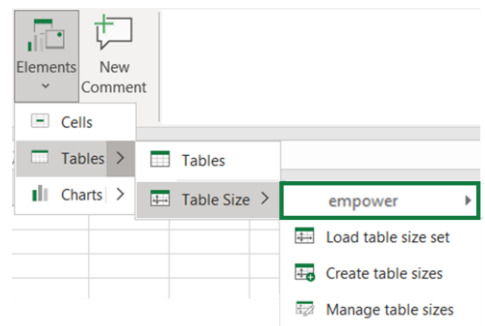 Elements
New
Comment
Cells
Tables
Charts
Tables
Table Size
empower
Load table size set
Create table sizes
Manage table sizes